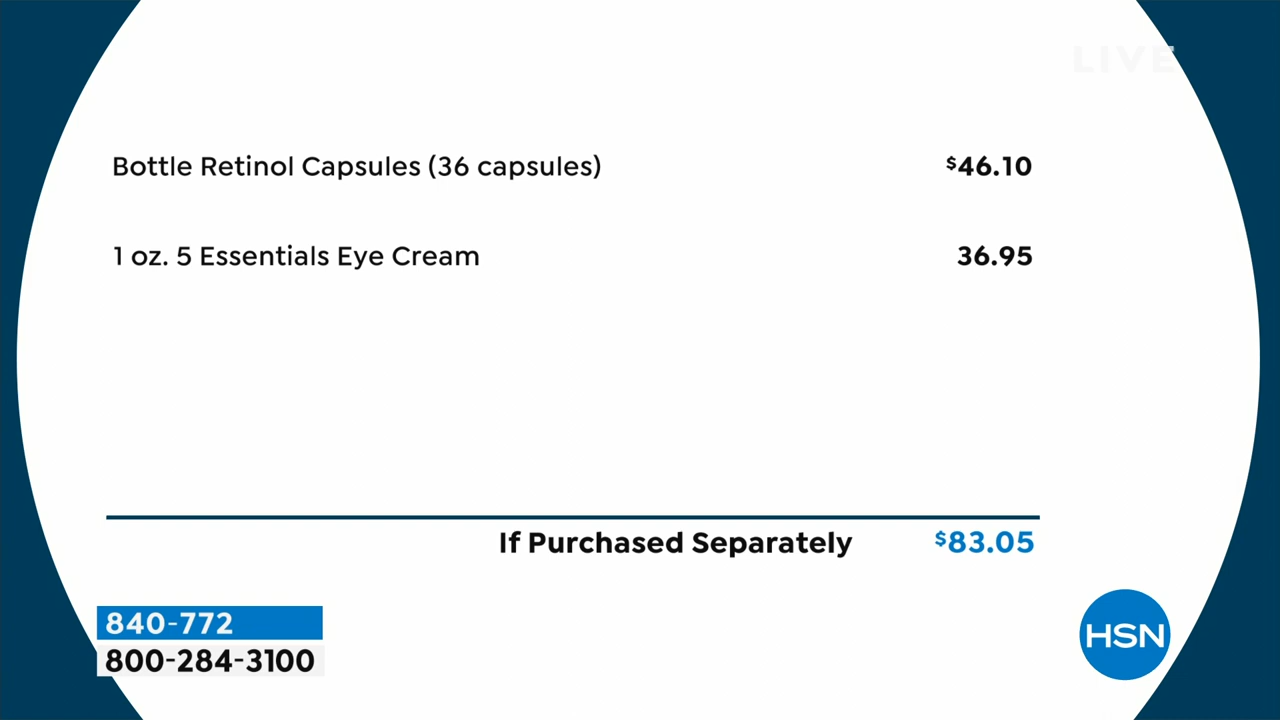 LIVE
Bottle Retinol Capsules (36 capsules) $46.10
1 oz. 5 Essentials Eye Cream 36.95
If Purchased Separately $83.05
840-772
800-284-3100
HSN